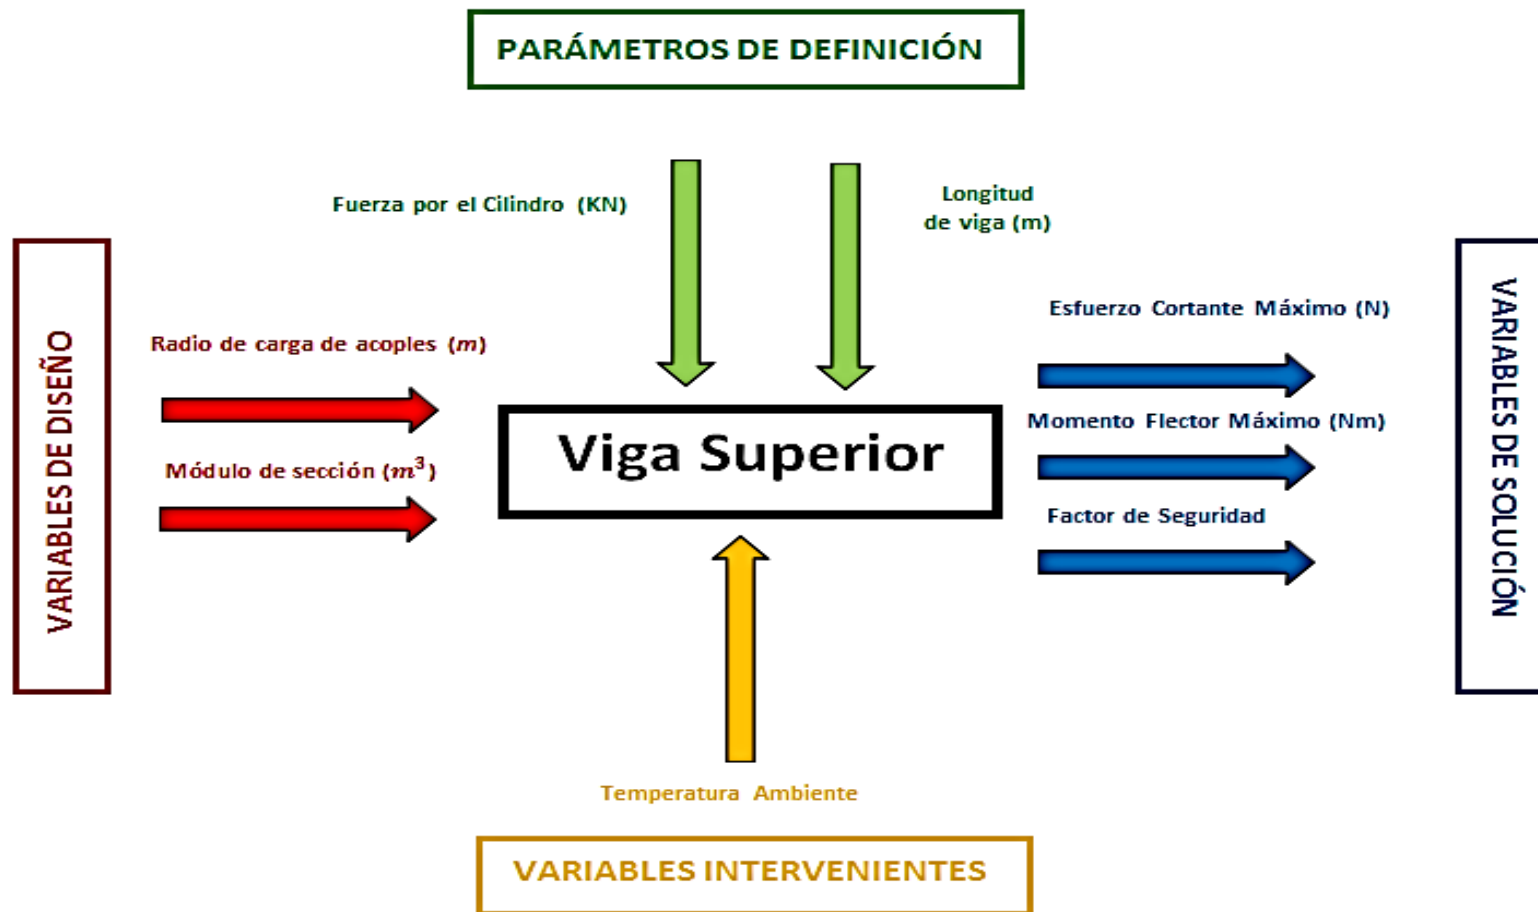 PARÁMETROS DE DEFINICIÓN
Fuerza por el Cilindro (KN)
Longitud
de viga (m)
VARIABLES DE DISEÑO
Radio de carga de acoples (m)
Módulo de sección (m³)
Viga Superior
Esfuerzo Cortante Máximo (N)
Momento Flector Máximo (Nm)
Factor de Seguridad
VARIABLES DE SOLUCIÓN
Temperatura Ambiente
VARIABLES INTERVENIENTES